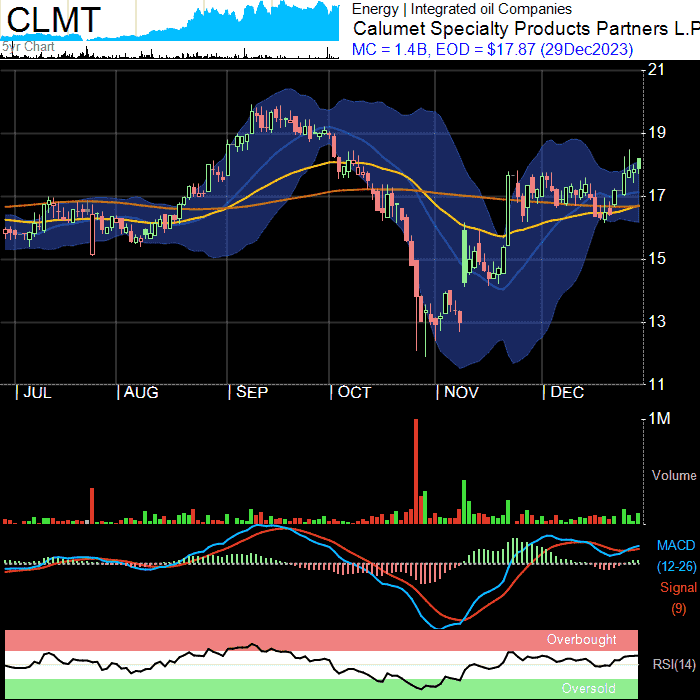 CLMT
5yr Chart
Energy | Integrated oil Companies
Calumet Specialty Products Partners L.P
MC = 1.4B, EOD = $17.87 (29Dec2023)
21
19
17
15
13
11
| JUL | AUG | SEP | OCT | NOV | DEC
1M
Volume
MACD
(12-26)
Signal
(9)
Overbought
RSI(14)
Oversold